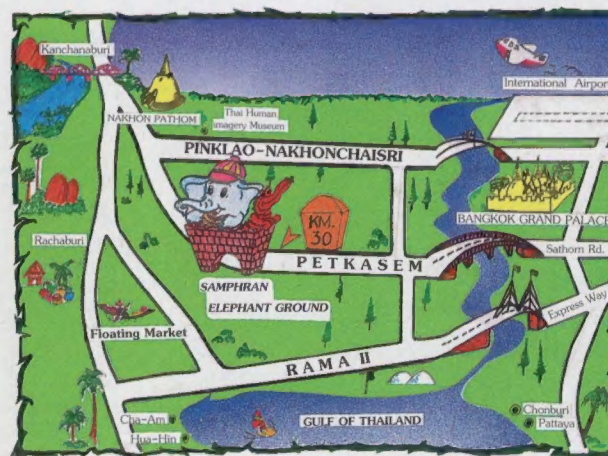 Kanchanaburi
International Airpor
NAKHON PATHOM
Thai Human
imagery Museum
PINKLAO-NAKHONCHAISRI
KM.
30
BANGKOK GRAND PALACE
Rachaburi
PETKASEM
Sathorn Rd.
SAMPHRAN
ELEPHANT GROUND
Express Way
Floating Market
RAMA II
Cha-Am
GULF OF THAILAND
Chonburi
Hua-Hin
Pattaya